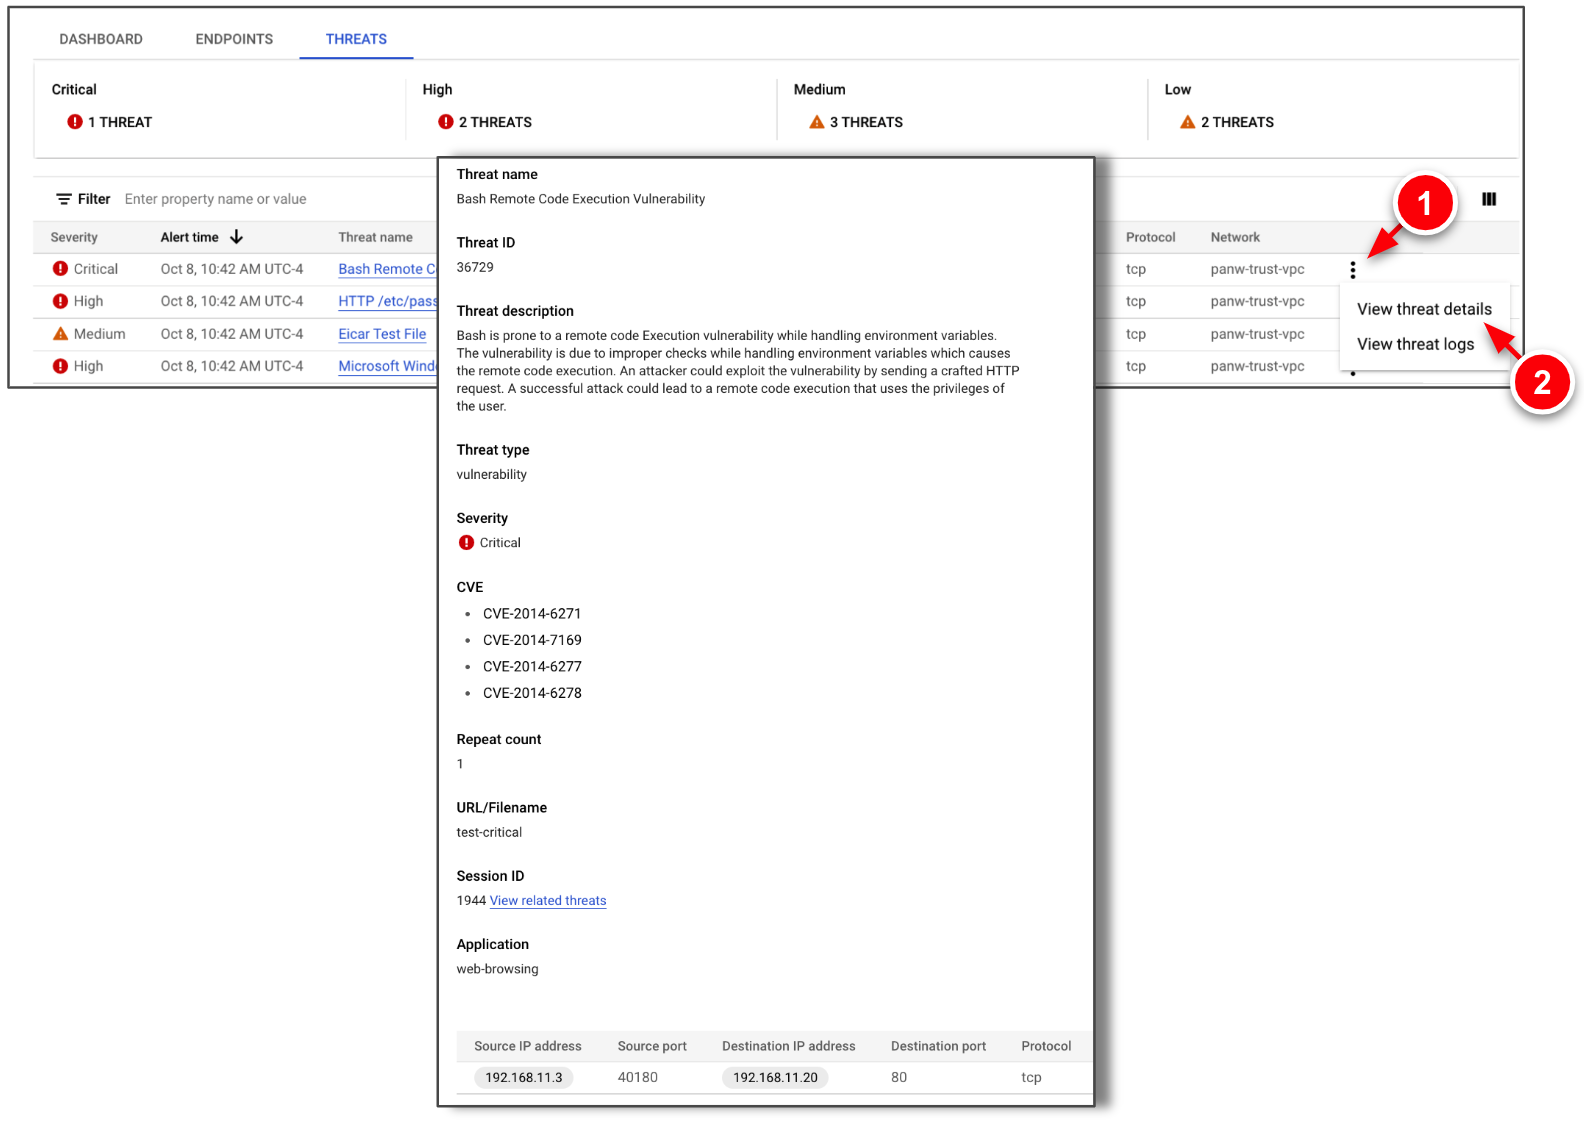 DASHBOARD ENDPOINTS THREATS
Critical High Medium Low
1 THREAT 2 THREATS 3 THREATS 2 THREATS
Filter Enter property name or value
Severity Alert time Threat name Protocol Network
Critical Oct 8, 10:42 AM UTC-4 Bash Remote C tcp panw-trust-vpc
High Oct 8, 10:42 AM UTC-4 HTTP /etc/pass tcp panw-trust-vpc
Medium Oct 8, 10:42 AM UTC-4 Eicar Test File tcp panw-trust-vpc
High Oct 8, 10:42 AM UTC-4 Microsoft Wind tcp panw-trust-vpc
1
View threat details
View threat logs
2
Threat name
Bash Remote Code Execution Vulnerability
Threat ID
36729
Threat description
Bash is prone to a remote code Execution vulnerability while handling environment variables.
The vulnerability is due to improper checks while handling environment variables which causes
the remote code execution. An attacker could exploit the vulnerability by sending a crafted HTTP
request. A successful attack could lead to a remote code execution that uses the privileges of
the user.
Threat type
vulnerability
Severity
Critical
CVE
• CVE-2014-6271
• CVE-2014-7169
• CVE-2014-6277
• CVE-2014-6278
Repeat count
1
URL/Filename
test-critical
Session ID
1944 View related threats
Application
web-browsing
Source IP address Source port Destination IP address Destination port Protocol
192.168.11.3 40180 192.168.11.20 80 tcp